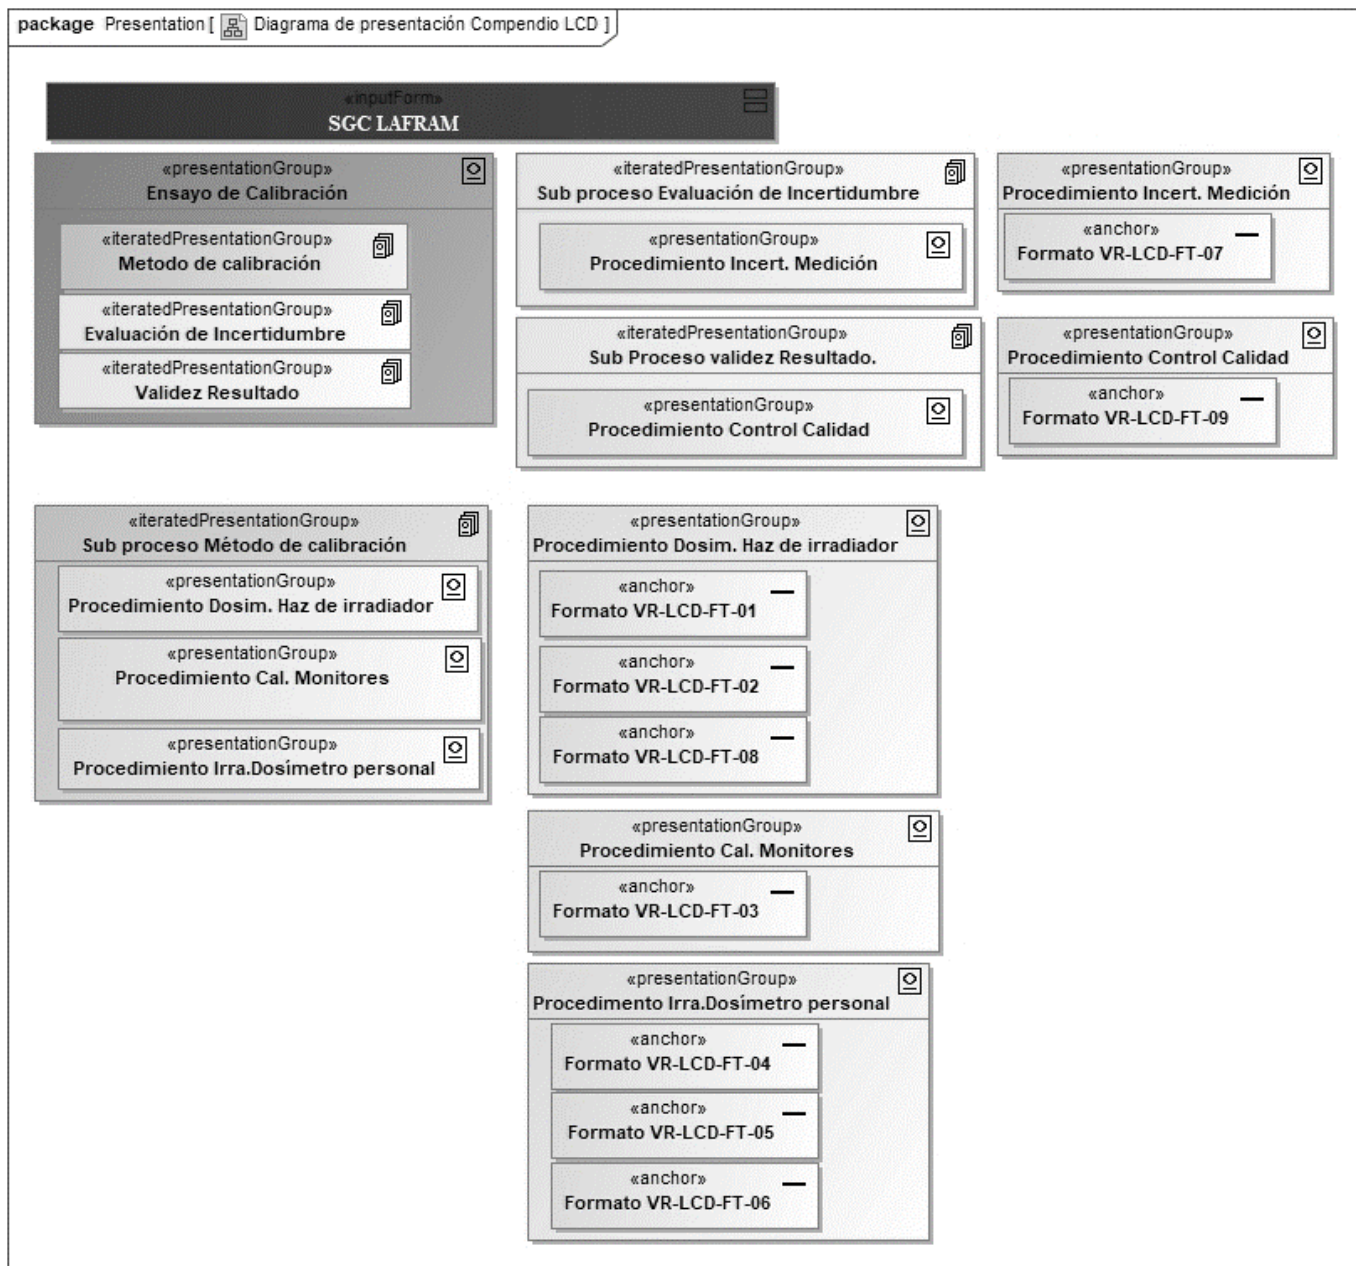 package Presentation [ Diagrama de presentación Compendio LCD ]
«inputForm»
SGC LAFRAM
«presentationGroup»
Ensayo de Calibración
«iteratedPresentationGroup»
Metodo de calibración
«iteratedPresentationGroup»
Evaluación de Incertidumbre
«iteratedPresentationGroup»
Validez Resultado
«iteratedPresentationGroup»
Sub proceso Evaluación de Incertidumbre
«presentationGroup»
Procedimiento Incert. Medición
«iteratedPresentationGroup»
Sub Proceso validez Resultado.
«presentationGroup»
Procedimiento Control Calidad
«presentationGroup»
Procedimiento Incert. Medición
«anchor»
Formato VR-LCD-FT-07
«presentationGroup»
Procedimiento Control Calidad
«anchor»
Formato VR-LCD-FT-09
«iteratedPresentationGroup»
Sub proceso Método de calibración
«presentationGroup»
Procedimiento Dosim. Haz de irradiador
«presentationGroup»
Procedimiento Cal. Monitores
«presentationGroup»
Procedimiento Irra.Dosímetro personal
«presentationGroup»
Procedimiento Dosim. Haz de irradiador
«anchor»
Formato VR-LCD-FT-01
«anchor»
Formato VR-LCD-FT-02
«anchor»
Formato VR-LCD-FT-08
«presentationGroup»
Procedimiento Cal. Monitores
«anchor»
Formato VR-LCD-FT-03
«presentationGroup»
Procedimento Irra.Dosímetro personal
«anchor»
Formato VR-LCD-FT-04
«anchor»
Formato VR-LCD-FT-05
«anchor»
Formato VR-LCD-FT-06